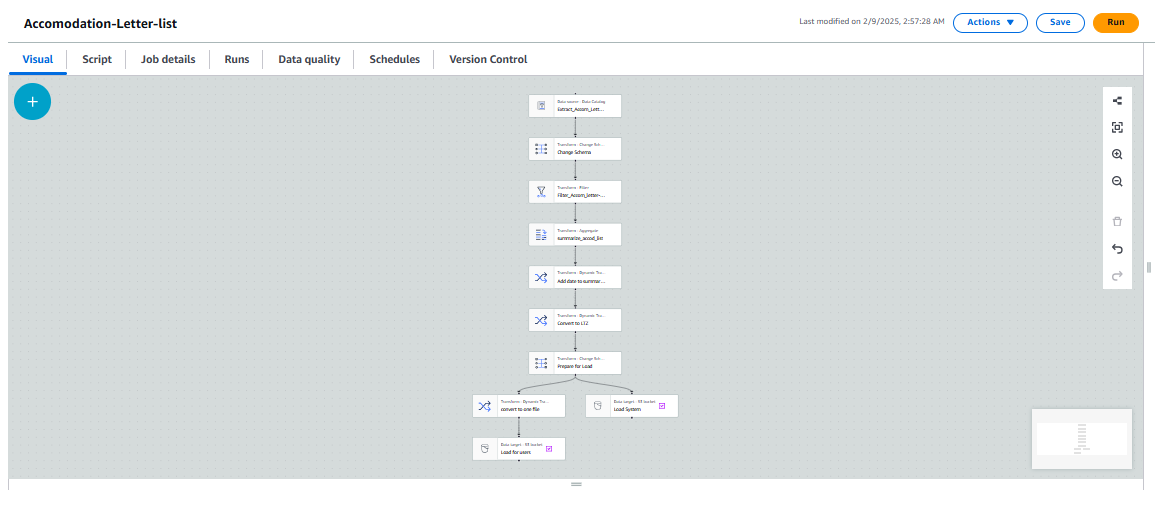 Accomodation-Letter-list
Last modified on 2/9/2025, 2:57:28 AM
Actions
Save
Run
Visual
Script
Job details
Runs
Data quality
Schedules
Version Control
Data source - Data Catalog
Extract_Accom_Lett...
Transform - Change Sch...
Change Schema
Transform - Filter
Filter_Accom_letter-...
Transform - Aggregate
summarize_accod_list
Transform - Dynamic Tra...
Add date to summar...
Transform - Dynamic Tra...
Convert to LTZ
Transform - Change Sch...
Prepare for Load
Transform - Dynamic Tra...
convert to one file
Data target - S3 bucket
Load System
Data target - S3 bucket
Load for users